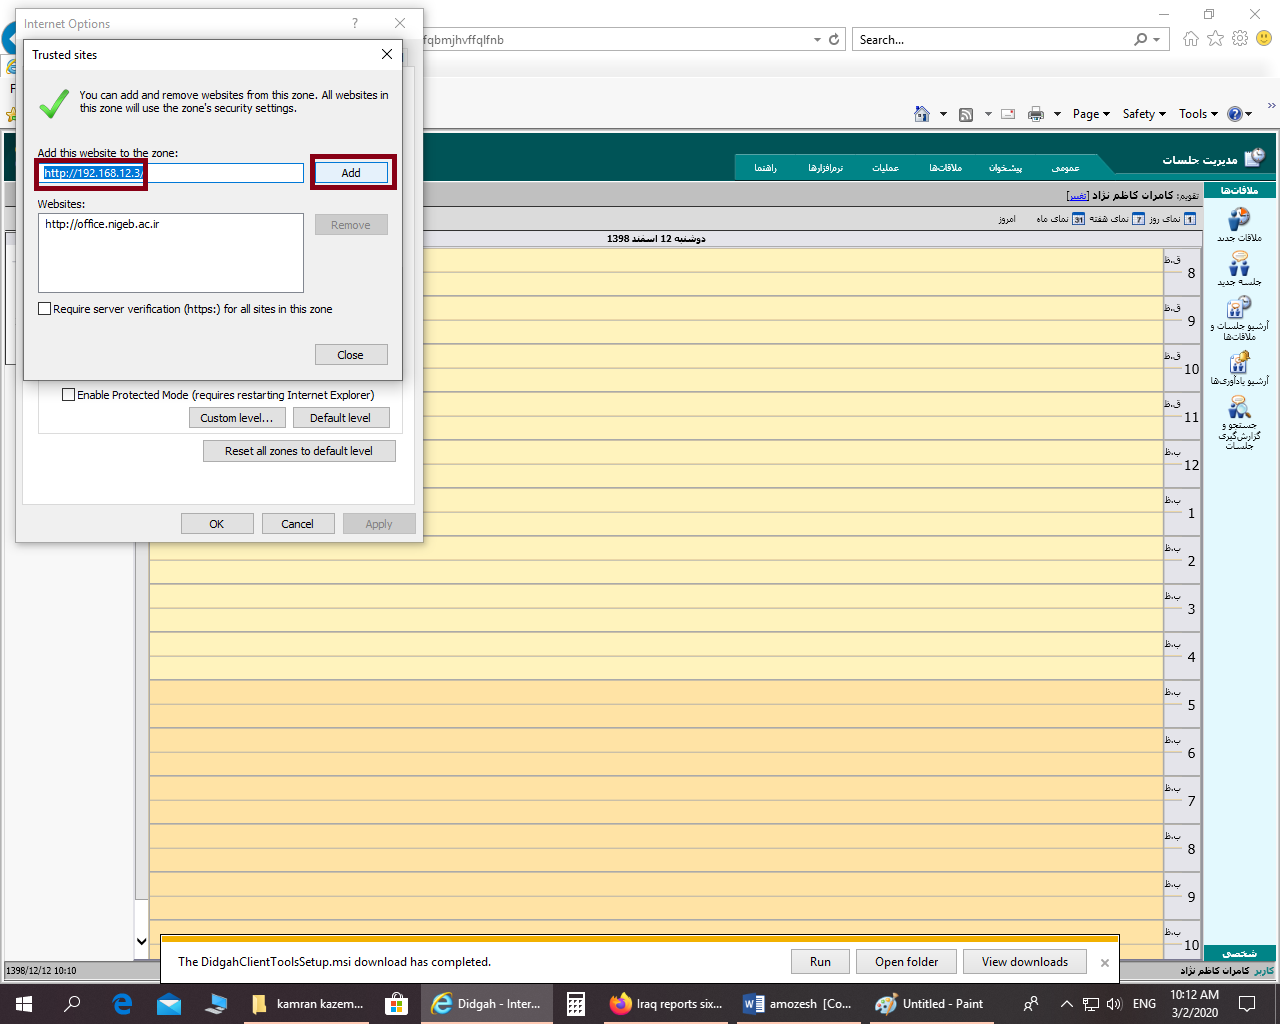 Internet Options
?
Trusted sites
You can add and remove websites from this zone. All websites in
this zone will use the zone's security settings.
Add this website to the zone:
http://192.168.12.3/
Add
Websites:
http://office.nigeb.ac.ir
Remove
Require server verification (https:) for all sites in this zone
Close
Enable Protected Mode (requires restarting Internet Explorer)
Custom level...
Default level
Reset all zones to default level
OK
Cancel
Apply
fqbmjhvffqlfnb
Search...
Page
Safety
Tools
مدیریت جلسات
عمومی
پیشخوان
ملاقات‌ها
عملیات
نرم‌افزارها
راهنما
تقویم: کامران کاظم نژاد [تغییر]
1 نمای روز
7 نمای هفته
31 نمای ماه
امروز
دوشنبه 12 اسفند 1398
8 ق.ظ
9 ق.ظ
10 ق.ظ
11 ق.ظ
12 ب.ظ
1 ب.ظ
2 ب.ظ
3 ب.ظ
4 ب.ظ
5 ب.ظ
6 ب.ظ
7 ب.ظ
8 ب.ظ
9 ب.ظ
10 ب.ظ
ملاقات‌ها
ملاقات جدید
جلسه جدید
آرشیو جلسات و
ملاقات‌ها
آرشیو یادآوری‌ها
جستجو و
گزارش‌گیری
جلسات
شخصی
کاربر کامران کاظم نژاد
1398/12/12 10:10
The DidgahClientToolsSetup.msi download has completed.
Run
Open folder
View downloads
kamran kazem...
Didgah - Inter...
Iraq reports six...
amozesh [Co...
Untitled - Paint
ENG
10:12 AM
3/2/2020